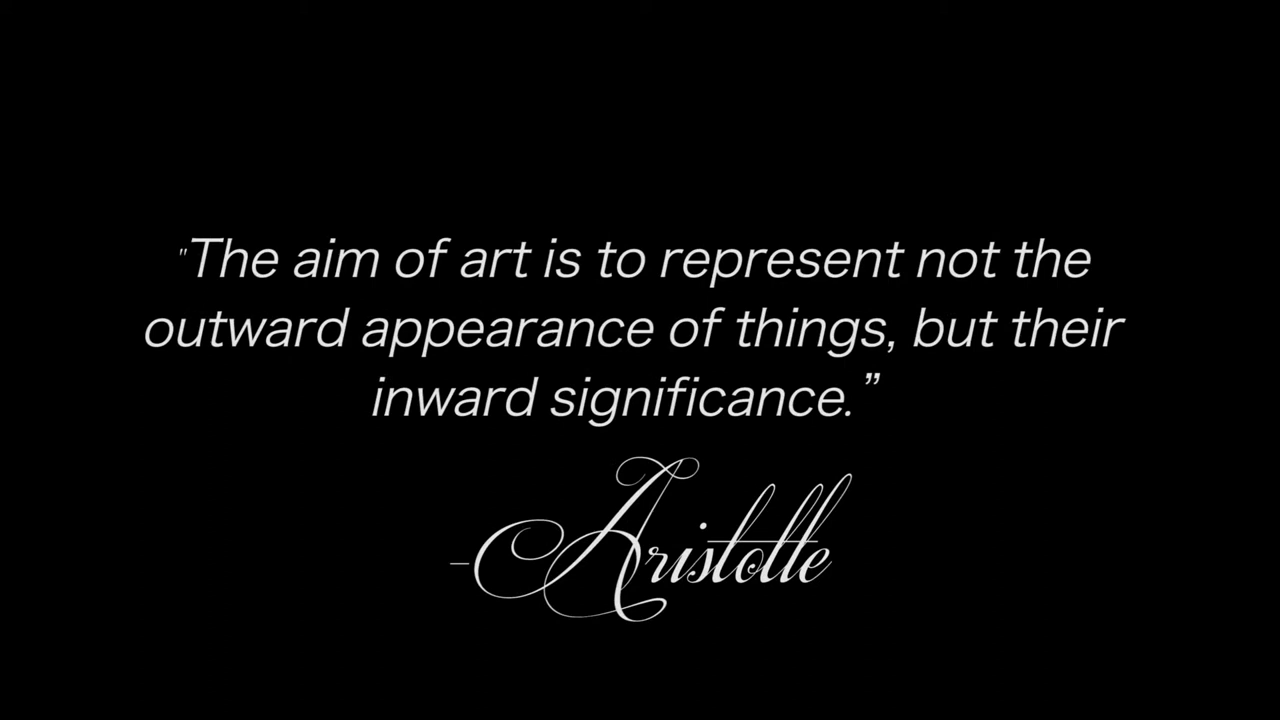 "The aim of art is to represent not the
outward appearance of things, but their
inward significance.”
-Aristotle